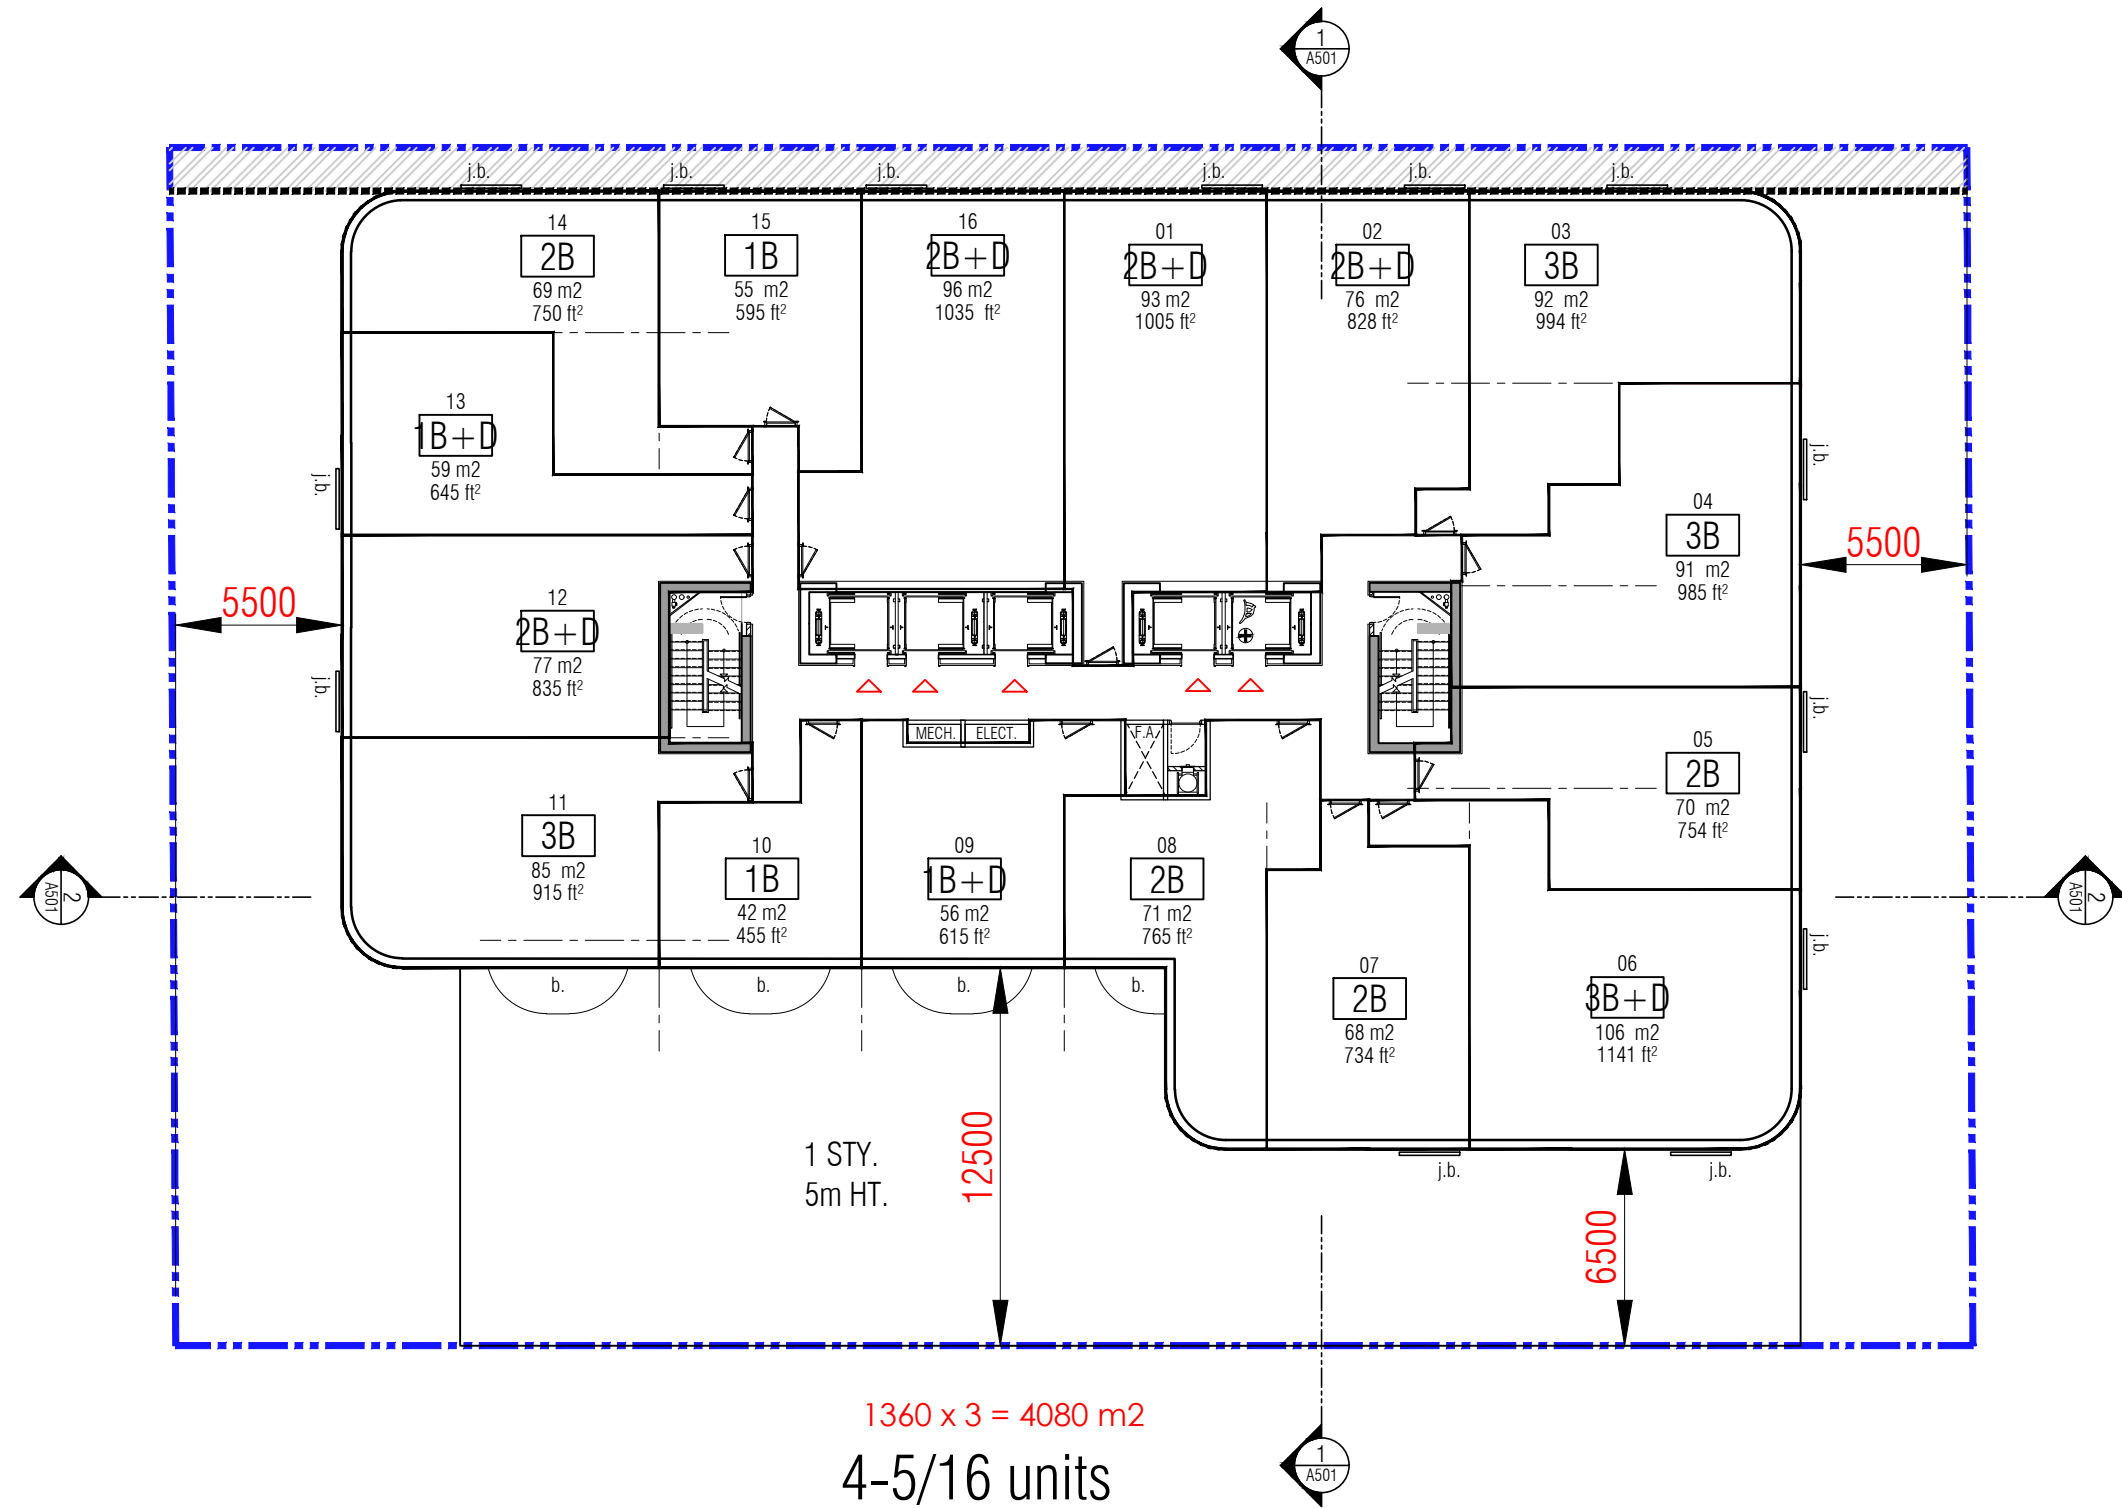 1
A501
j.b.
j.b.
j.b.
j.b.
j.b.
j.b.
14
2B
69 m2
750 ft²
15
1B
55 m2
595 ft²
16
2B+D
96 m2
1035 ft²
01
2B+D
93 m2
1005 ft²
02
2B+D
76 m2
828 ft²
03
3B
92 m2
994 ft²
13
1B+D
59 m2
645 ft²
j.b.
j.b.
04
3B
91 m2
985 ft²
5500
5500
12
2B+D
77 m2
835 ft²
j.b.
j.b.
MECH.
ELECT.
F.A.
05
2B
70 m2
754 ft²
11
3B
85 m2
915 ft²
10
1B
42 m2
455 ft²
09
1B+D
56 m2
615 ft²
08
2B
71 m2
765 ft²
2
A501
2
A501
j.b.
07
2B
68 m2
734 ft²
06
3B+D
106 m2
1141 ft²
b.
b.
b.
b.
1 STY.
5m HT.
12500
j.b.
j.b.
6500
1360 x 3 = 4080 m2
4-5/16 units
1
A501